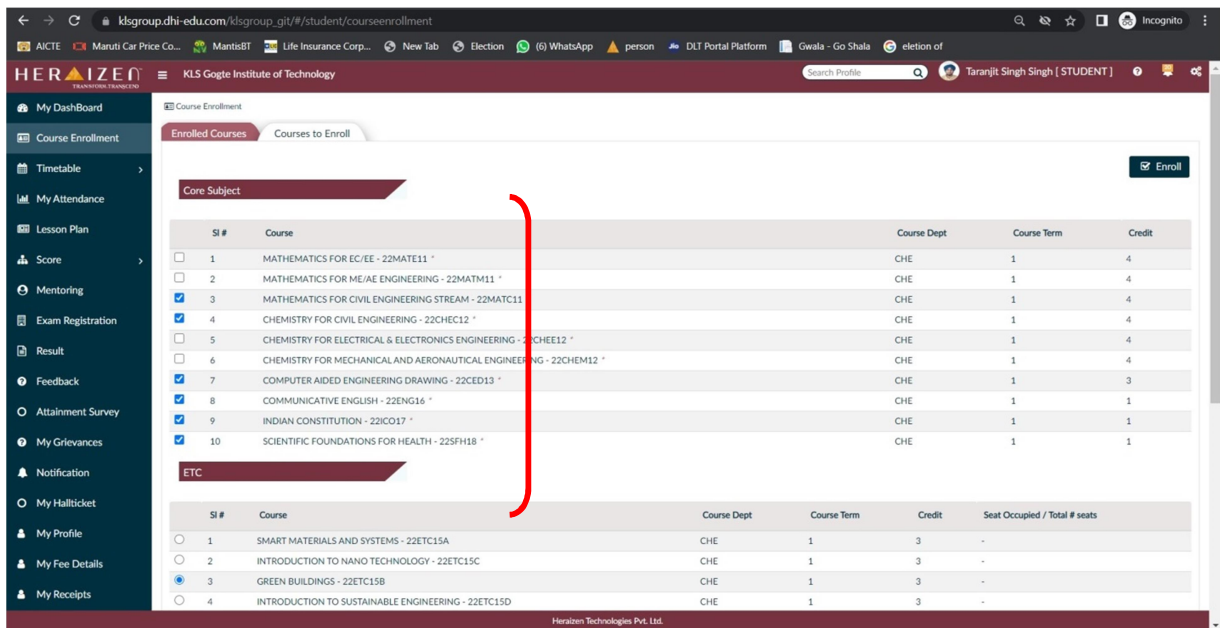 klsgroup.dhi-edu.com/klsgroup_git/#/student/courseenrollment Incognito
AICTE Maruti Car Price Co... MantisBT Life Insurance Corp... New Tab Election (6) WhatsApp person DLT Portal Platform Gwala - Go Shala eletion of
HERAIZEN KLS Gogte Institute of Technology Search Profile Taranjit Singh Singh [ STUDENT ]
TRANSFORM.TRANSCEND
My DashBoard
Course Enrollment
Timetable
My Attendance
Lesson Plan
Score
Mentoring
Exam Registration
Result
Feedback
Attainment Survey
My Grievances
Notification
My Hallticket
My Profile
My Fee Details
My Receipts
Course Enrollment
Enrolled Courses Courses to Enroll
Enroll
Core Subject
Sl # Course Course Dept Course Term Credit
1 MATHEMATICS FOR EC/EE - 22MATE11 * CHE 1 4
2 MATHEMATICS FOR ME/AE ENGINEERING - 22MATM11 * CHE 1 4
3 MATHEMATICS FOR CIVIL ENGINEERING STREAM - 22MATC11 CHE 1 4
4 CHEMISTRY FOR CIVIL ENGINEERING - 22CHEC12 * CHE 1 4
5 CHEMISTRY FOR ELECTRICAL & ELECTRONICS ENGINEERING - 22CHEE12 * CHE 1 4
6 CHEMISTRY FOR MECHANICAL AND AERONAUTICAL ENGINEERING - 22CHEM12 * CHE 1 4
7 COMPUTER AIDED ENGINEERING DRAWING - 22CED13 * CHE 1 3
8 COMMUNICATIVE ENGLISH - 22ENG16 * CHE 1 1
9 INDIAN CONSTITUTION - 22ICO17 * CHE 1 1
10 SCIENTIFIC FOUNDATIONS FOR HEALTH - 22SFH18 * CHE 1 1
ETC
Sl # Course Course Dept Course Term Credit Seat Occupied / Total # seats
1 SMART MATERIALS AND SYSTEMS - 22ETC15A CHE 1 3 -
2 INTRODUCTION TO NANO TECHNOLOGY - 22ETC15C CHE 1 3 -
3 GREEN BUILDINGS - 22ETC15B CHE 1 3 -
4 INTRODUCTION TO SUSTAINABLE ENGINEERING - 22ETC15D CHE 1 3 -
Heraizen Technologies Pvt. Ltd.